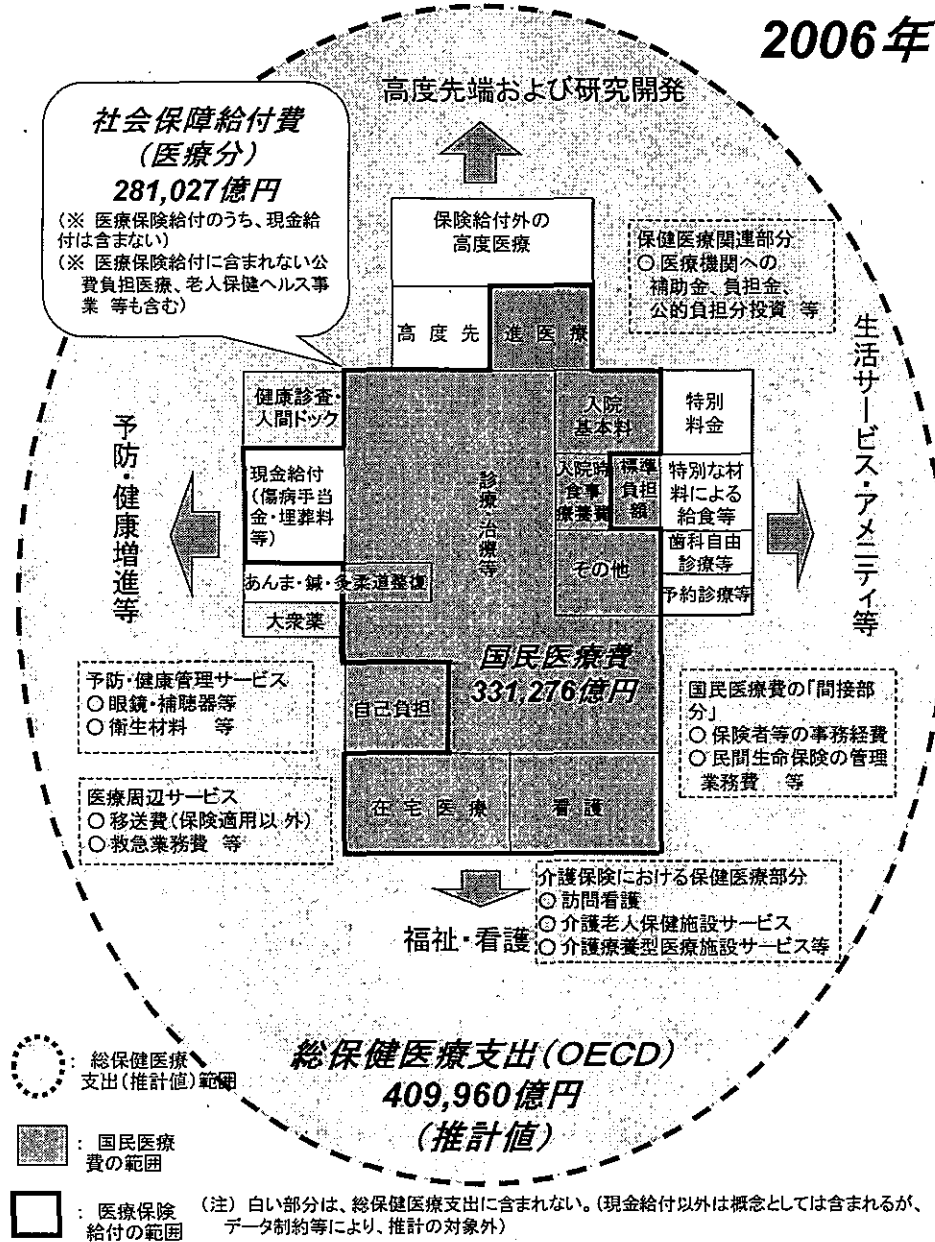 2006年
高度先端および研究開発
社会保障給付費
(医療分)
281,027億円
(※ 医療保険給付のうち、現金給
付は含まない)
(※ 医療保険給付に含まれない公
費負担医療、老人保健ヘルス事
業 等も含む)
保険給付外の
高度医療
高度先進医療
保健医療関連部分
○ 医療機関への
補助金、負担金、
公的負担分投資 等
生活サービス・アメニティ等
予防・健康増進等
健康診査・
人間ドック
現金給付
(傷病手当
金・埋葬料
等)
あんま・鍼・灸柔道整復
大衆薬
診療・治療等
入院
基本料
特別
料金
入院時
食事
療養費
標準
負担
額
特別な材
料による
給食等
その他
歯科自由
診療等
予約診療等
国民医療費
331,276億円
自己負担
在宅医療
看護
予防・健康管理サービス
○ 眼鏡・補聴器等
○ 衛生材料 等
医療周辺サービス
○ 移送費(保険適用以外)
○ 救急業務費 等
国民医療費の「間接部
分」
○ 保険者等の事務経費
○ 民間生命保険の管理
業務費 等
福祉・看護
介護保険における保健医療部分
○ 訪問看護
○ 介護老人保健施設サービス
○ 介護療養型医療施設サービス等
総保健医療支出(OECD)
409,960億円
(推計値)
: 総保健医療
支出(推計値)範囲
: 国民医療
費の範囲
: 医療保険
給付の範囲
(注) 白い部分は、総保健医療支出に含まれない。(現金給付以外は概念としては含まれるが、
データ制約等により、推計の対象外)